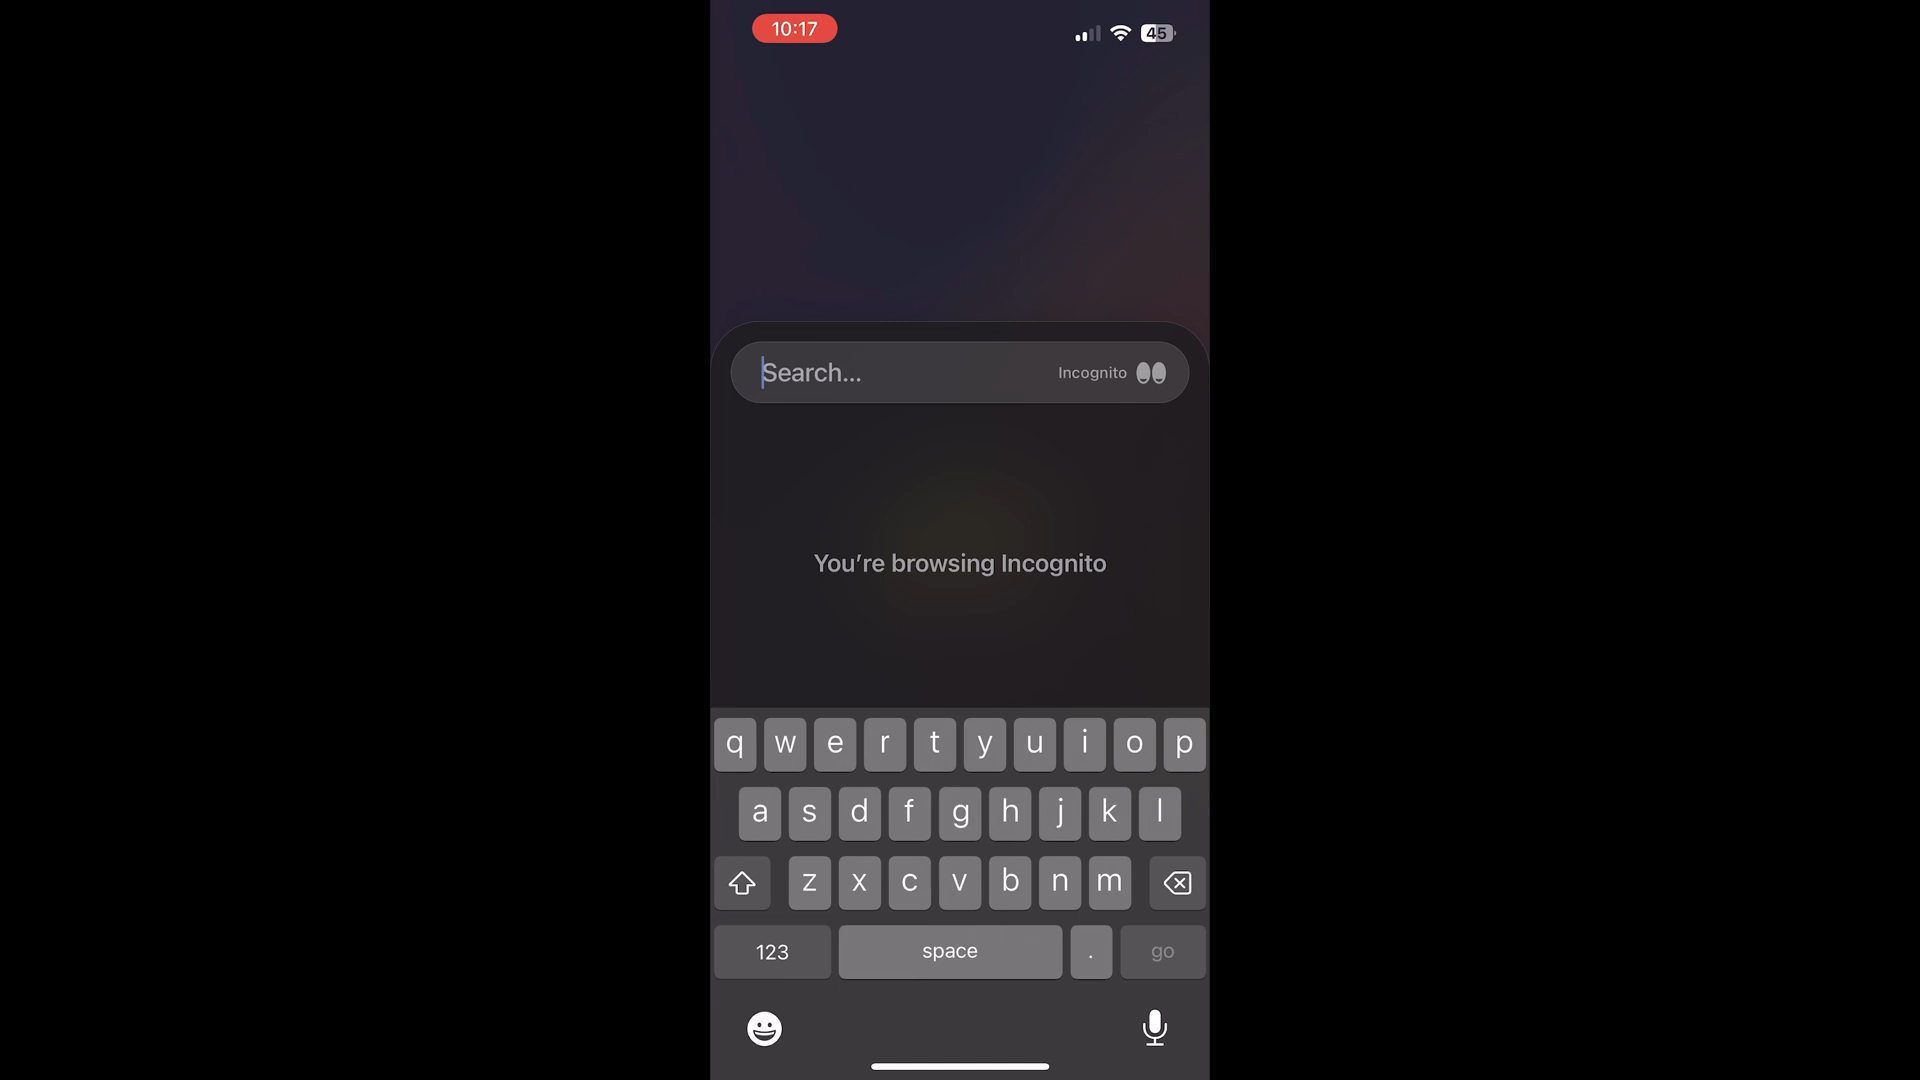 10:17
45
Search...
Incognito
You’re browsing Incognito
q w e r t y u i o p
a s d f g h j k l
z x c v b n m
123 space . go